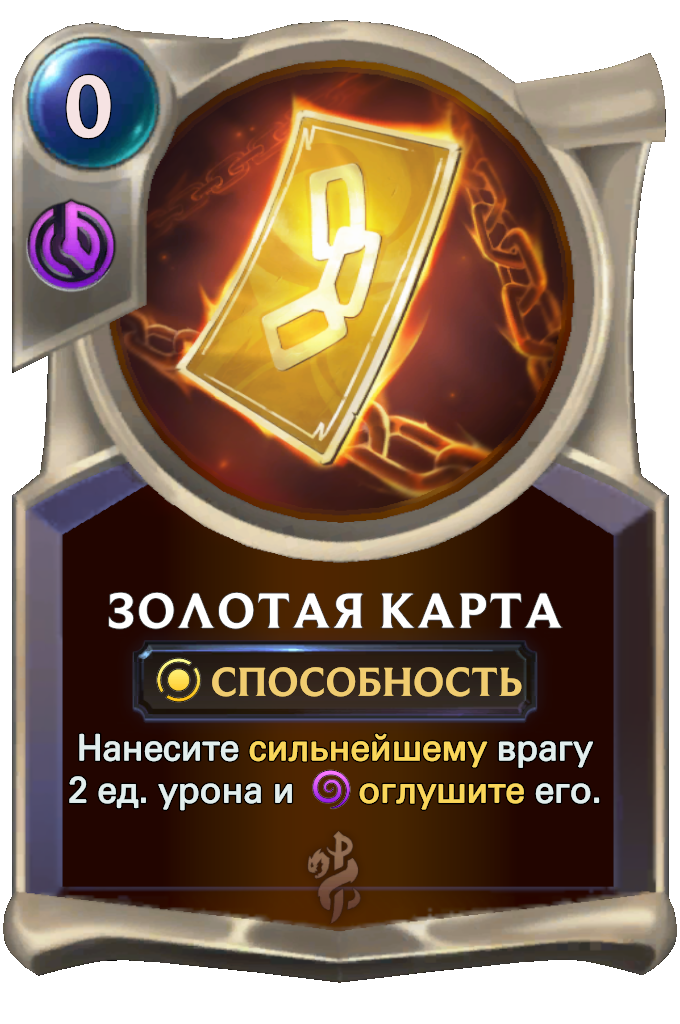 0
ЗОЛОТАЯ КАРТА
СПОСОБНОСТЬ
Нанесите сильнейшему врагу
2 ед. урона и оглушите его.